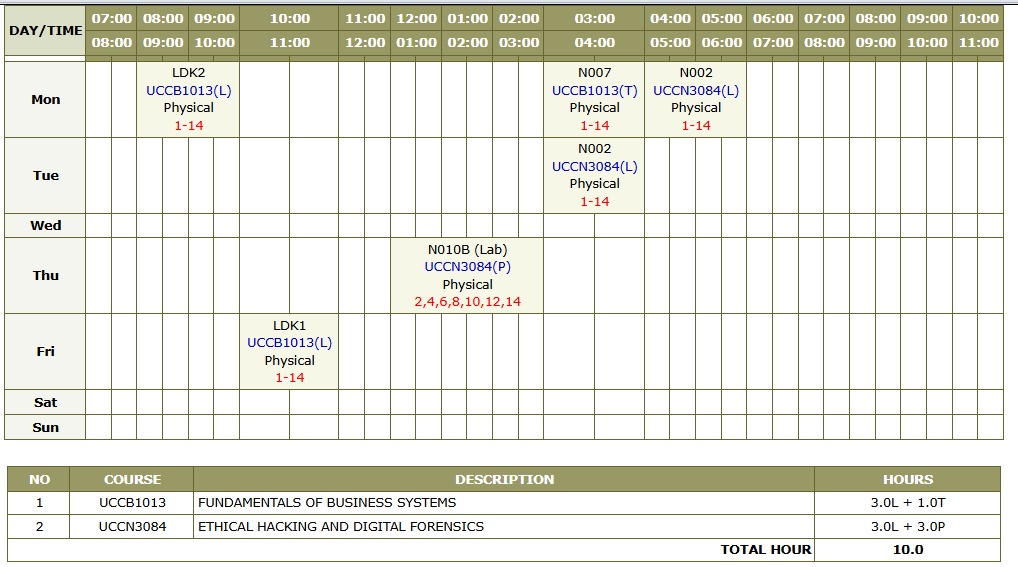 DAY/TIME 07:00 08:00 09:00 10:00 11:00 12:00 01:00 02:00 03:00 04:00 05:00 06:00 07:00 08:00 09:00 10:00
08:00 09:00 10:00 11:00 12:00 01:00 02:00 03:00 04:00 05:00 06:00 07:00 08:00 09:00 10:00 11:00
Mon
LDK2
UCCB1013(L)
Physical
1-14
N007
UCCB1013(T)
Physical
1-14
N002
UCCN3084(L)
Physical
1-14
Tue
N002
UCCN3084(L)
Physical
1-14
Wed
Thu
N010B (Lab)
UCCN3084(P)
Physical
2,4,6,8,10,12,14
Fri
LDK1
UCCB1013(L)
Physical
1-14
Sat
Sun
NO COURSE DESCRIPTION HOURS
1 UCCB1013 FUNDAMENTALS OF BUSINESS SYSTEMS 3.0L + 1.0T
2 UCCN3084 ETHICAL HACKING AND DIGITAL FORENSICS 3.0L + 3.0P
TOTAL HOUR 10.0